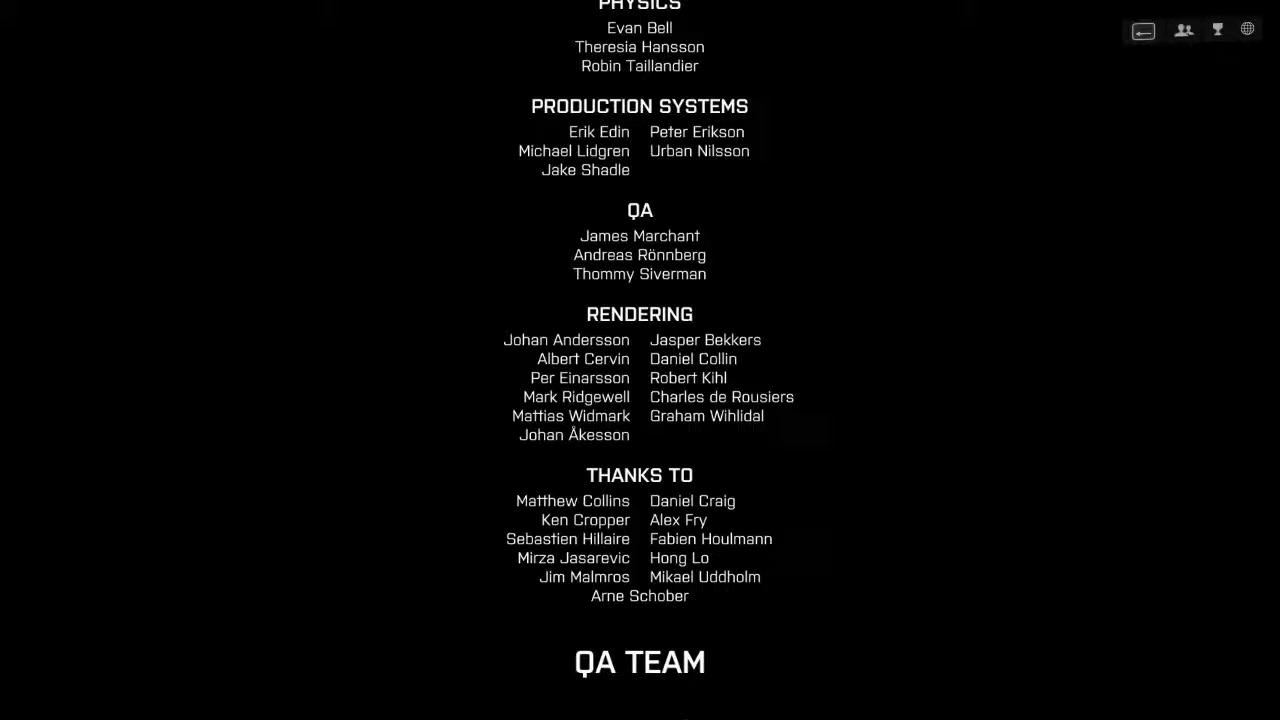 PHYSICS
Evan Bell
Theresia Hansson
Robin Taillandier
PRODUCTION SYSTEMS
Erik Edin Peter Erikson
Michael Lidgren Urban Nilsson
Jake Shadle
QA
James Marchant
Andreas Rönnberg
Thommy Siverman
RENDERING
Johan Andersson Jasper Bekkers
Albert Cervin Daniel Collin
Per Einarsson Robert Kihl
Mark Ridgewell Charles de Rousiers
Mattias Widmark Graham Wihlidal
Johan Åkesson
THANKS TO
Matthew Collins Daniel Craig
Ken Cropper Alex Fry
Sebastien Hillaire Fabien Houlmann
Mirza Jasarevic Hong Lo
Jim Malmros Mikael Uddholm
Arne Schober
QA TEAM